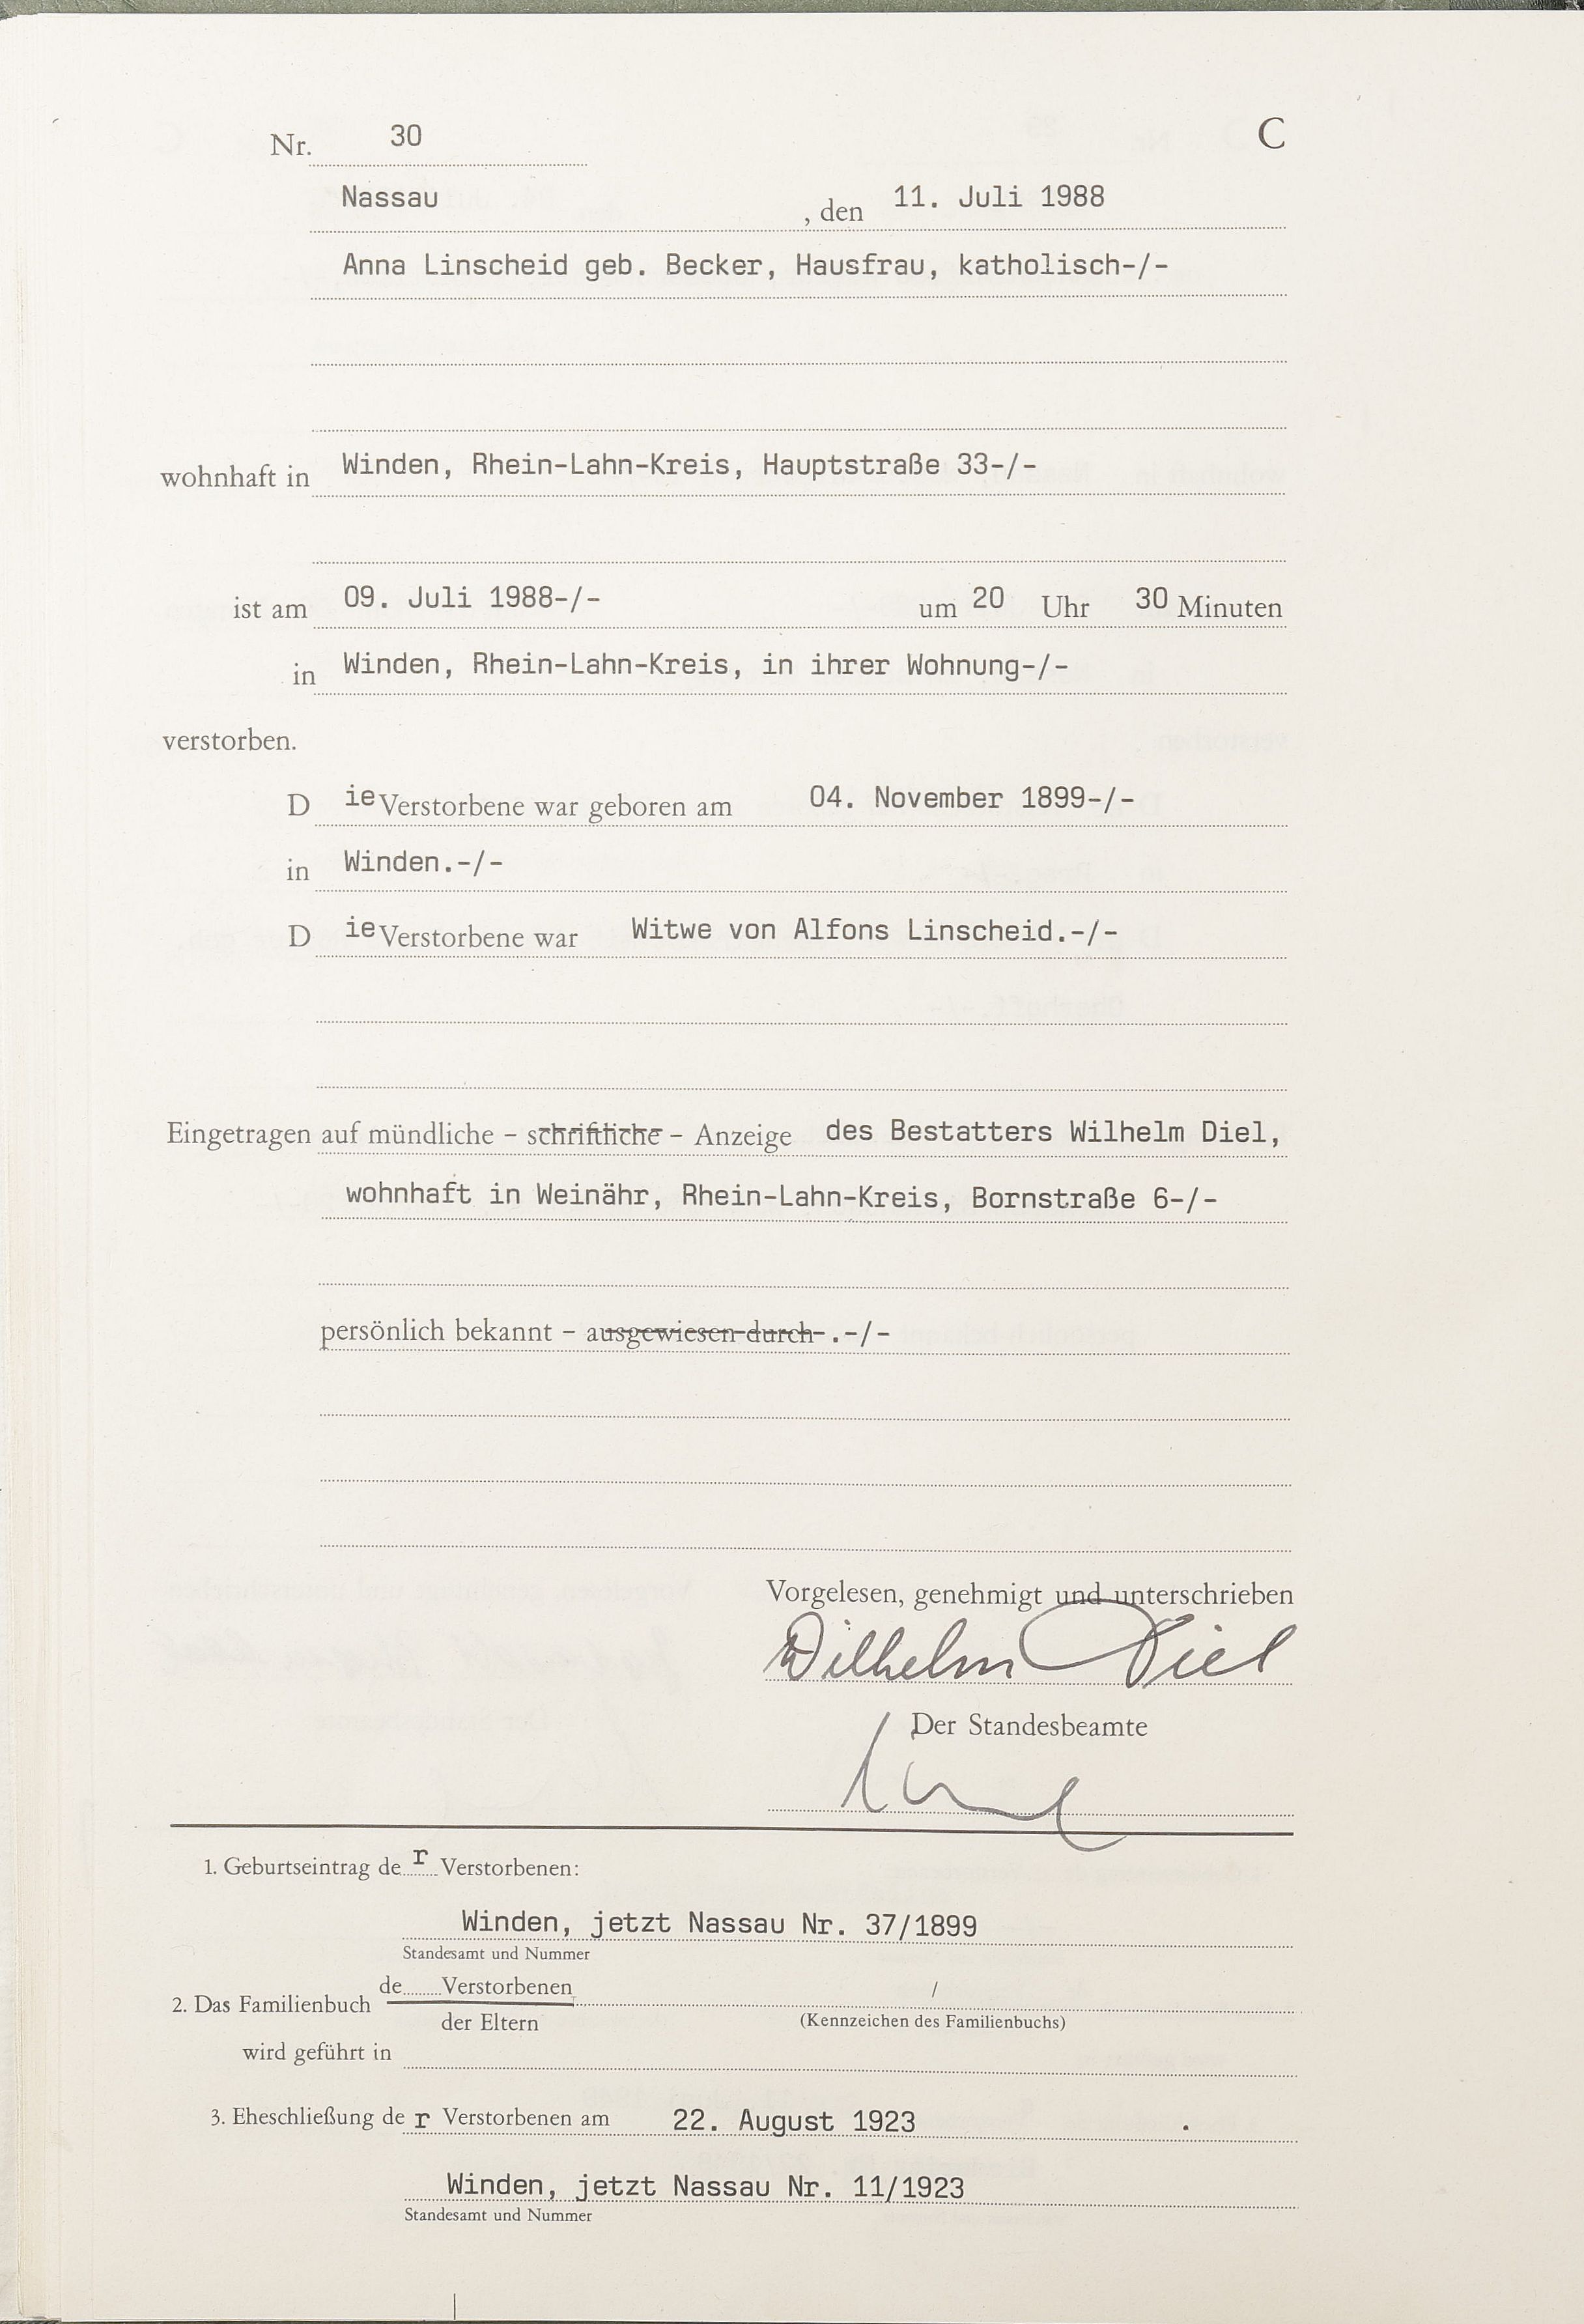 Nr. 30 C
Nassau , den 11. Juli 1988
Anna Linscheid geb. Becker, Hausfrau, katholisch-/-
wohnhaft in Winden, Rhein-Lahn-Kreis, Hauptstraße 33-/-
ist am 09. Juli 1988-/- um 20 Uhr 30 Minuten
in Winden, Rhein-Lahn-Kreis, in ihrer Wohnung-/-
verstorben.
D ie Verstorbene war geboren am 04. November 1899-/-
in Winden.-/-
D ie Verstorbene war Witwe von Alfons Linscheid.-/-
Eingetragen auf mündliche - schriftliche - Anzeige des Bestatters Wilhelm Diel,
wohnhaft in Weinähr, Rhein-Lahn-Kreis, Bornstraße 6-/-
persönlich bekannt - ausgewiesen durch-.-/-
Vorgelesen, genehmigt und unterschrieben
Wilhelm Diel
Der Standesbeamte
1. Geburtseintrag de r Verstorbenen:
Winden, jetzt Nassau Nr. 37/1899
Standesamt und Nummer
de Verstorbenen /
2. Das Familienbuch
der Eltern (Kennzeichen des Familienbuchs)
wird geführt in
3. Eheschließung de r Verstorbenen am 22. August 1923 .
Winden, jetzt Nassau Nr. 11/1923
Standesamt und Nummer